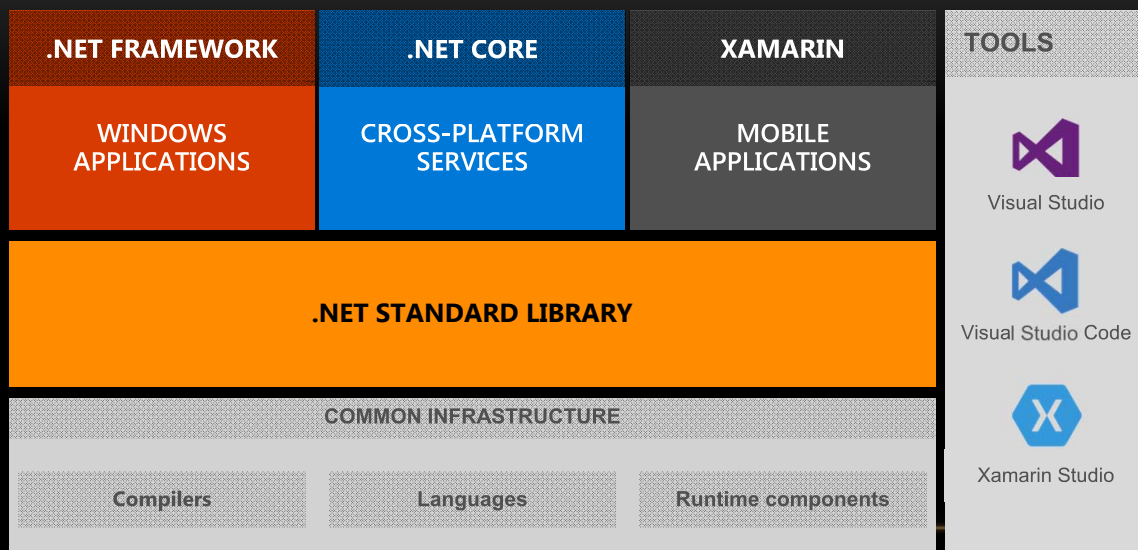 .NET FRAMEWORK
WINDOWS
APPLICATIONS
.NET CORE
CROSS-PLATFORM
SERVICES
XAMARIN
MOBILE
APPLICATIONS
.NET STANDARD LIBRARY
COMMON INFRASTRUCTURE
Compilers
Languages
Runtime components
TOOLS
Visual Studio
Visual Studio Code
Xamarin Studio